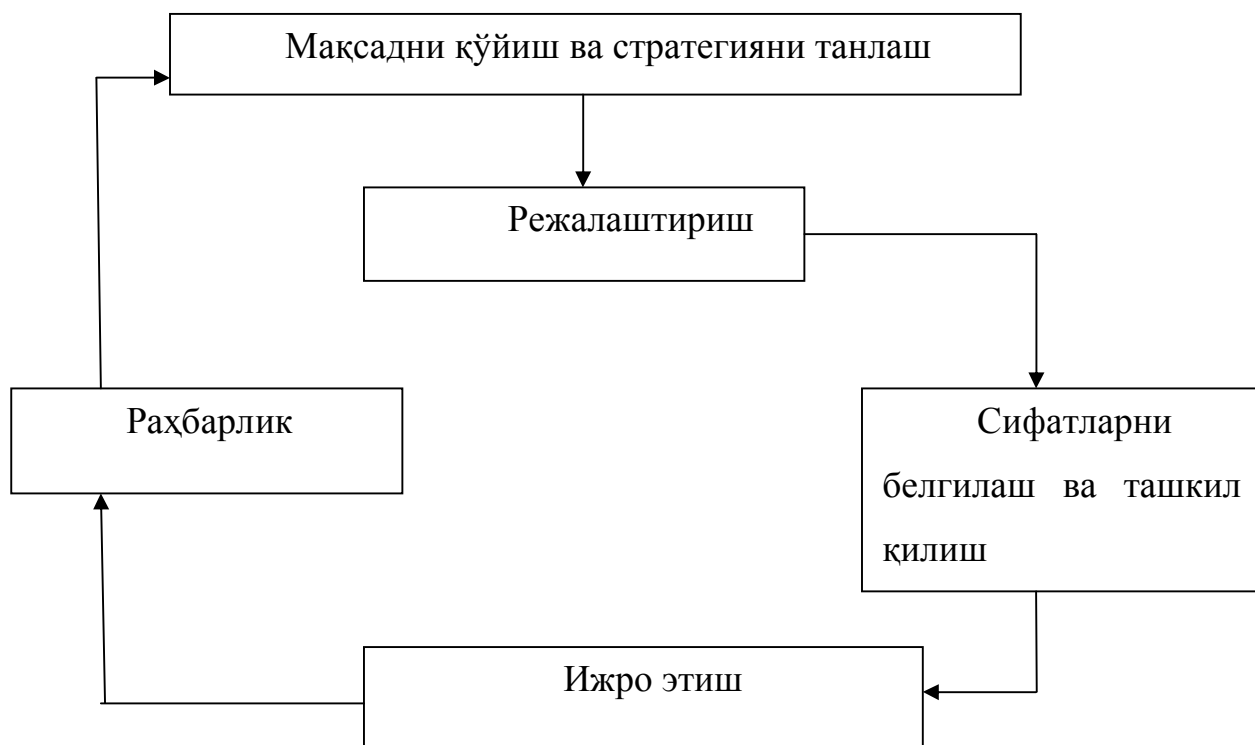 Мақсадни қўйиш ва стратегияни танлаш
Режалаштириш
Раҳбарлик
Сифатларни
белгилаш ва ташкил
қилиш
Ижро этиш